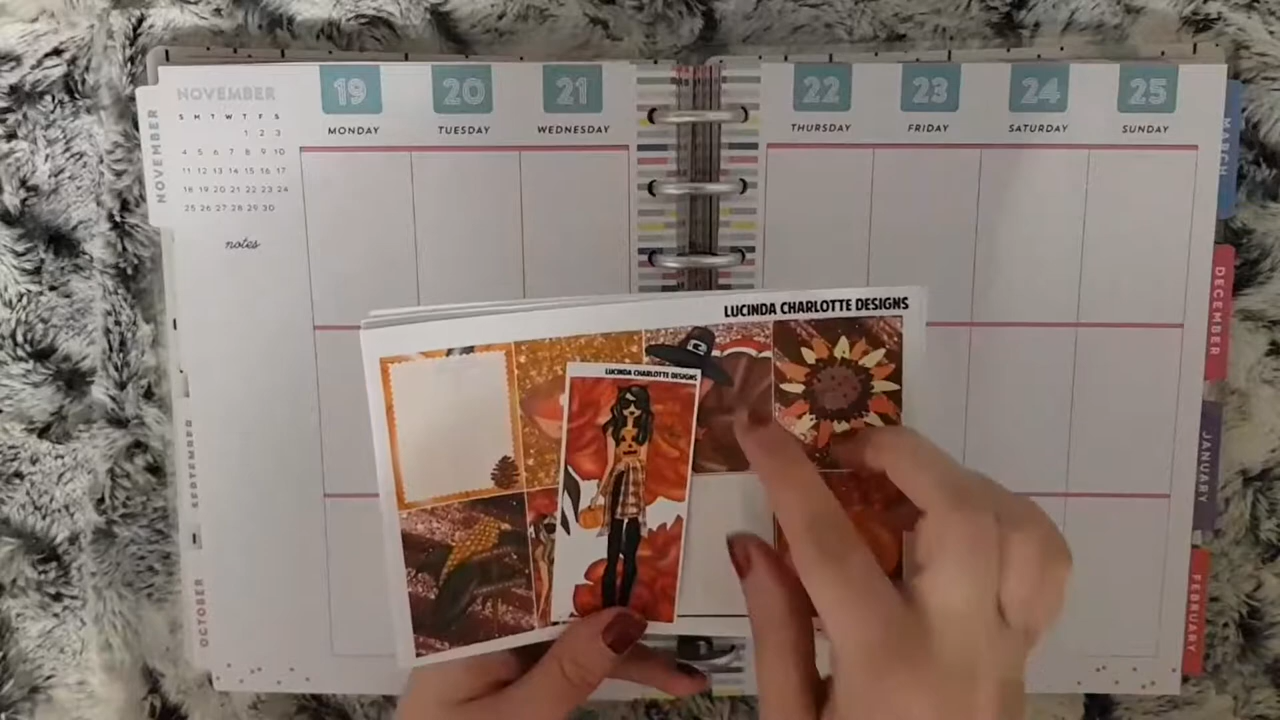 NOVEMBER
S M T W T F S
1 2 3
4 5 6 7 8 9 10
11 12 13 14 15 16 17
18 19 20 21 22 23 24
25 26 27 28 29 30
notes
19
MONDAY
20
TUESDAY
21
WEDNESDAY
22
THURSDAY
23
FRIDAY
24
SATURDAY
25
SUNDAY
NOVEMBER
SEPTEMBER
OCTOBER
MARCH
DECEMBER
JANUARY
FEBRUARY
LUCINDA CHARLOTTE DESIGNS
LUCINDA CHARLOTTE DESIGNS